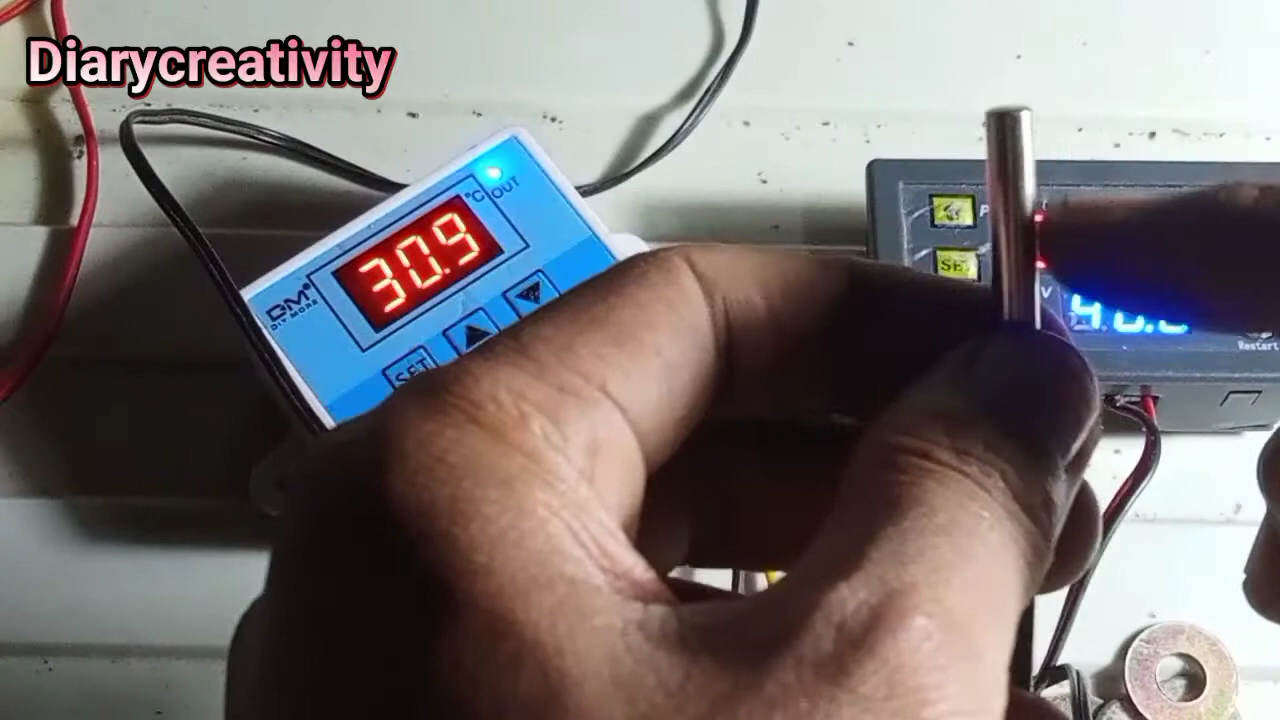 Diarycreativity
OUT
°C
30.9
DM®
DIY MORE
SET
SET
V
Restart